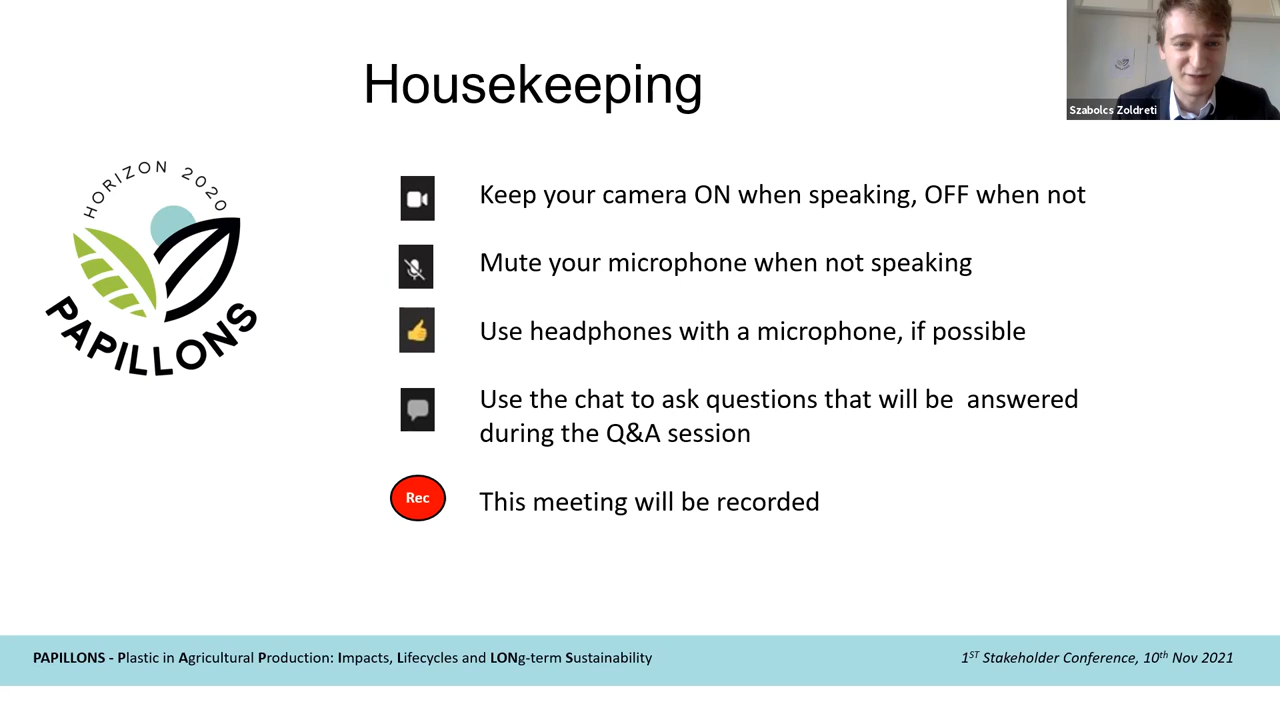 Housekeeping
Szabolcs Zoldreti
HORIZON 2020
PAPILLONS
Keep your camera ON when speaking, OFF when not
Mute your microphone when not speaking
Use headphones with a microphone, if possible
Use the chat to ask questions that will be  answered
during the Q&A session
Rec
This meeting will be recorded
PAPILLONS - Plastic in Agricultural Production: Impacts, Lifecycles and LONg-term Sustainability
1ST Stakeholder Conference, 10th Nov 2021